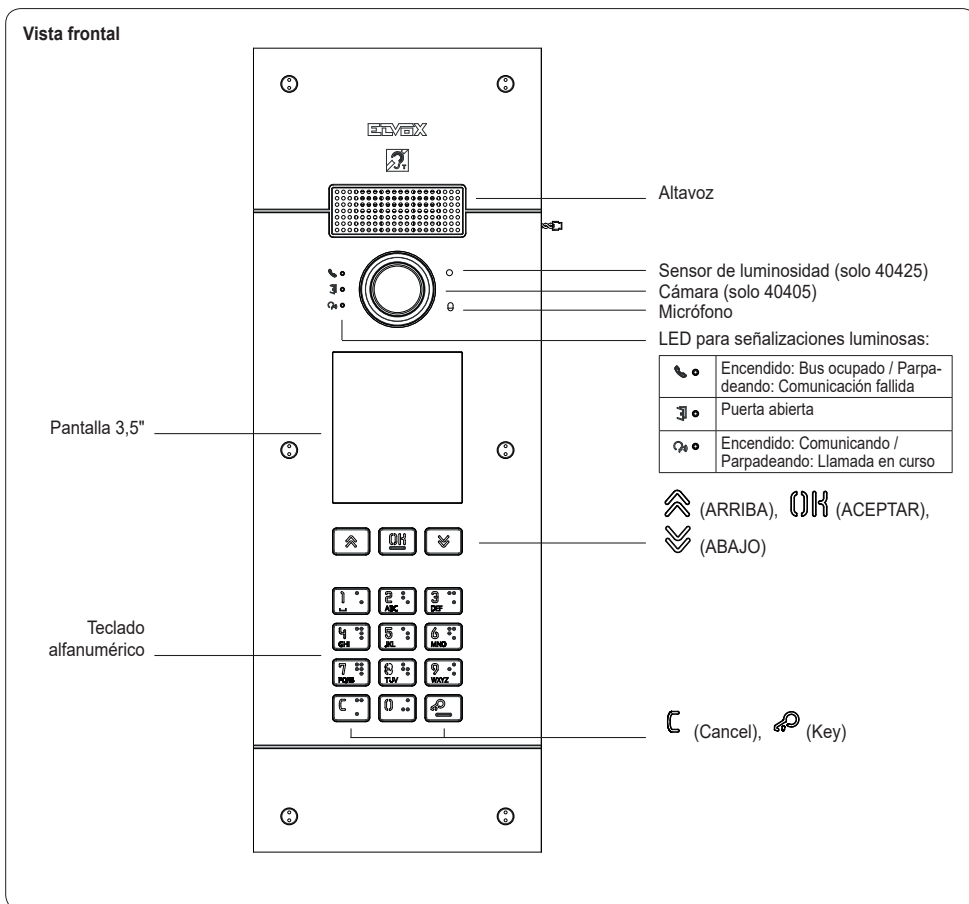 Vista frontal
ELVOX
T
Altavoz
Sensor de luminosidad (solo 40425)
Cámara (solo 40405)
Micrófono
LED para señalizaciones luminosas:
Encendido: Bus ocupado / Parpa-
deando: Comunicación fallida
Puerta abierta
Encendido: Comunicando /
Parpadeando: Llamada en curso
Pantalla 3,5"
(ARRIBA), OK (ACEPTAR),
(ABAJO)
OK
1 2 3
ABC DEF
4 5 6
GHI JKL MNO
7 8 9
PQRS TUV WXYZ
C 0
Teclado
alfanumérico
C (Cancel), (Key)